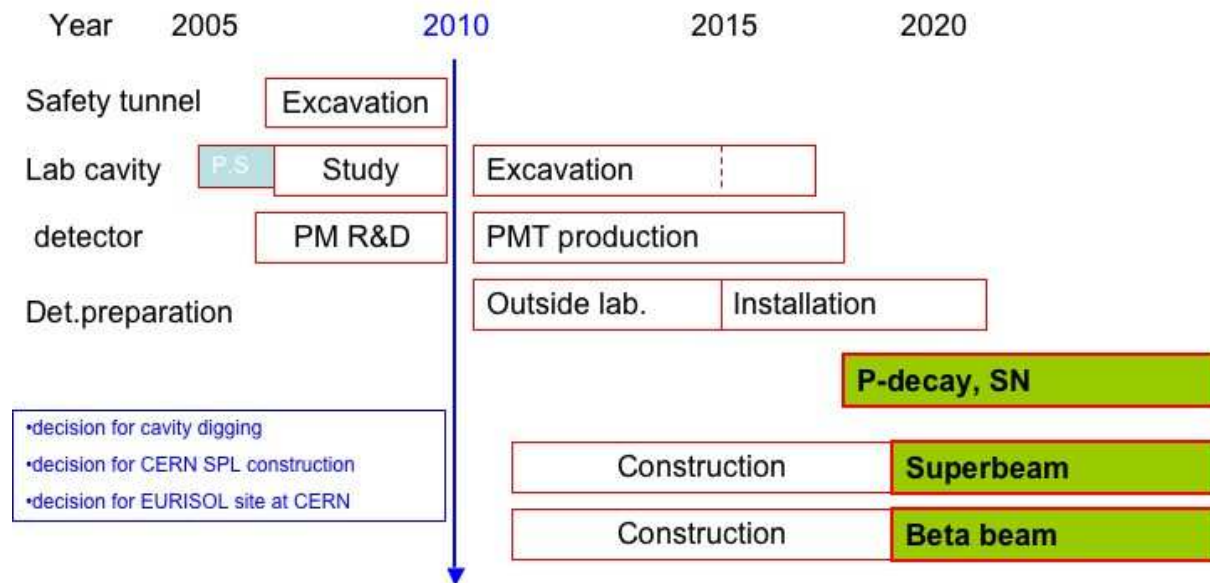 Year 2005 2010 2015 2020
Safety tunnel Excavation
Lab cavity P.S Study Excavation
detector PM R&D PMT production
Det.preparation Outside lab. Installation
P-decay, SN
•decision for cavity digging
•decision for CERN SPL construction
•decision for EURISOL site at CERN
Construction Superbeam
Construction Beta beam